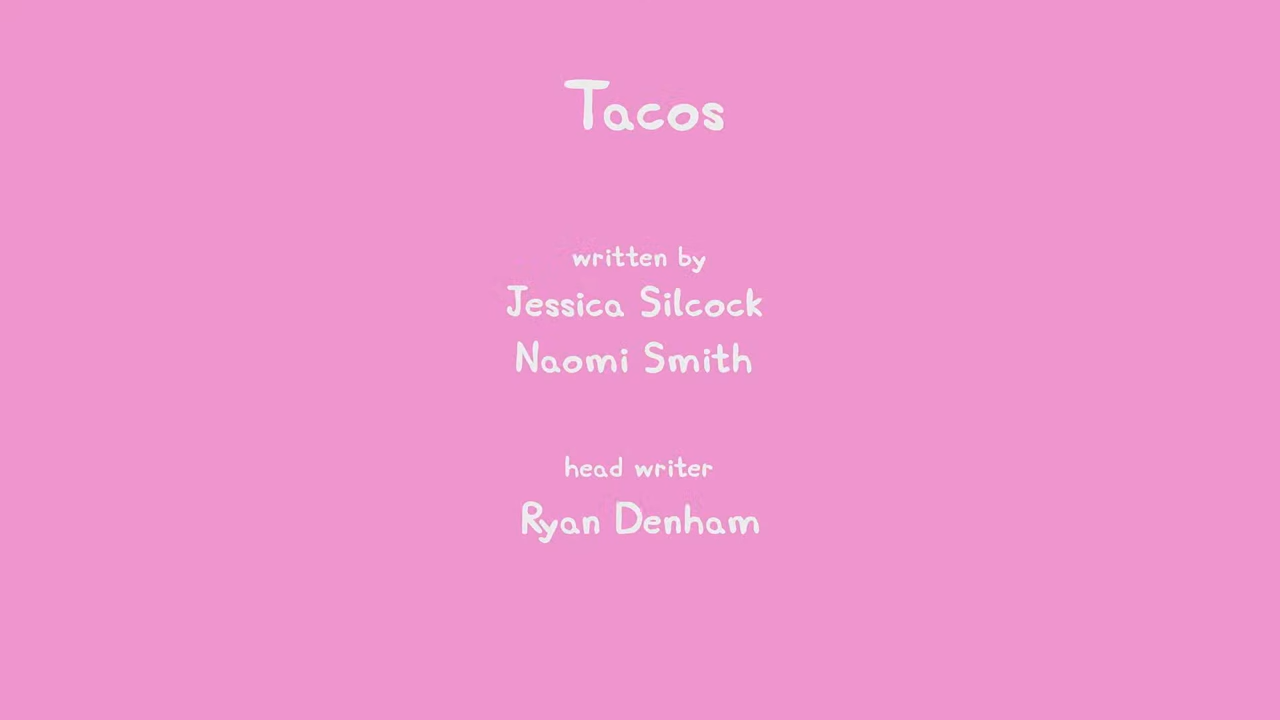 Tacos
written by
Jessica Silcock
Naomi Smith
head writer
Ryan Denham